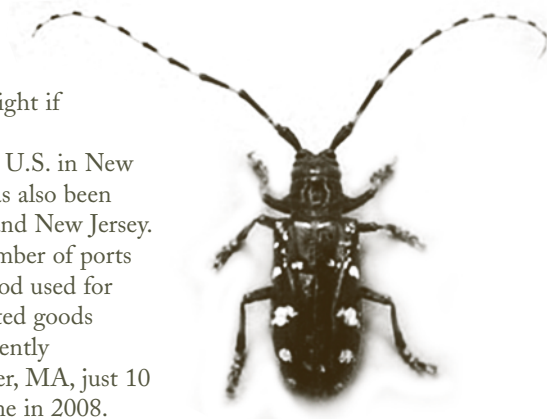 ight if
U.S. in New
s also been
nd New Jersey.
mber of ports
od used for
ted goods
ently
er, MA, just 10
ne in 2008.